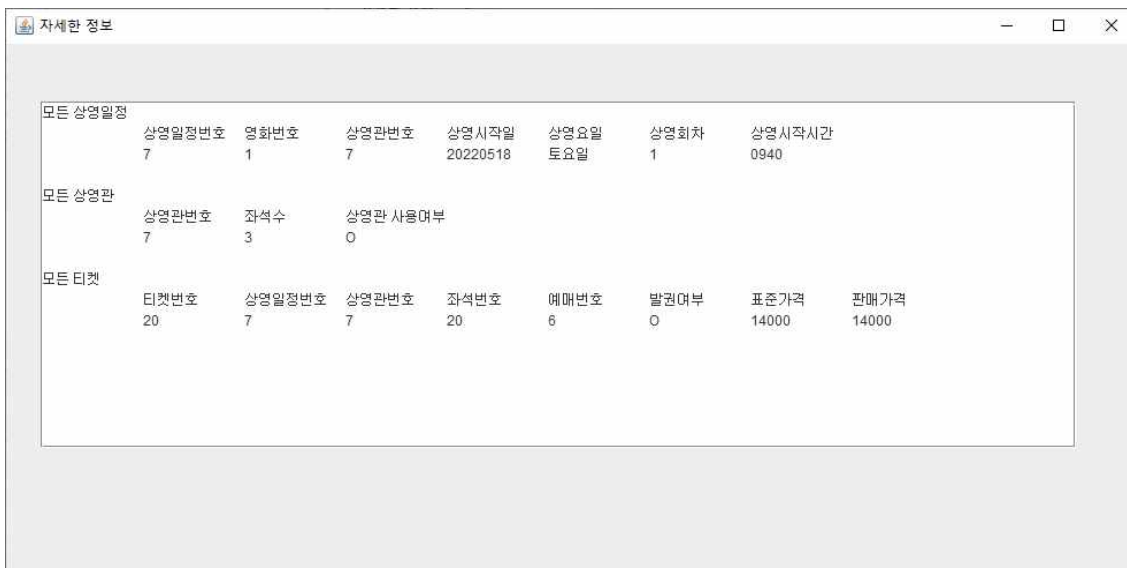 자세한 정보
모든 상영일정
상영일정번호 영화번호 상영관번호 상영시작일 상영요일 상영회차 상영시작시간
7 1 7 20220518 토요일 1 0940
모든 상영관
상영관번호 좌석수 상영관 사용여부
7 3 O
모든 티켓
티켓번호 상영일정번호 상영관번호 좌석번호 예매번호 발권여부 표준가격 판매가격
20 7 7 20 6 O 14000 14000